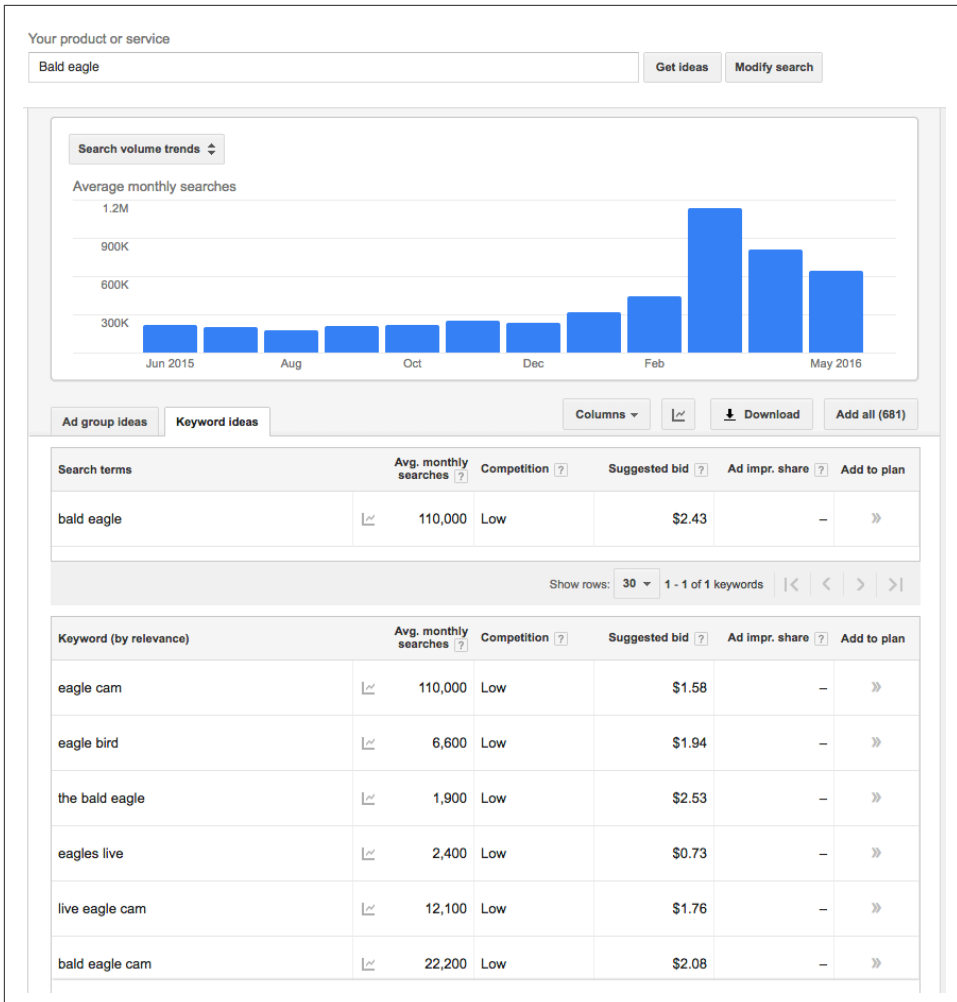 Your product or service
Bald eagle
Get ideas
Modify search
Search volume trends
Average monthly searches
1.2M
900K
600K
300K
Jun 2015 Aug Oct Dec Feb May 2016
Ad group ideas
Keyword ideas
Columns
Download
Add all (681)
Search terms Avg. monthly searches ? Competition ? Suggested bid ? Ad impr. share ? Add to plan
bald eagle 110,000 Low $2.43 – »
Show rows: 30 1 - 1 of 1 keywords
Keyword (by relevance) Avg. monthly searches ? Competition ? Suggested bid ? Ad impr. share ? Add to plan
eagle cam 110,000 Low $1.58 – »
eagle bird 6,600 Low $1.94 – »
the bald eagle 1,900 Low $2.53 – »
eagles live 2,400 Low $0.73 – »
live eagle cam 12,100 Low $1.76 – »
bald eagle cam 22,200 Low $2.08 – »